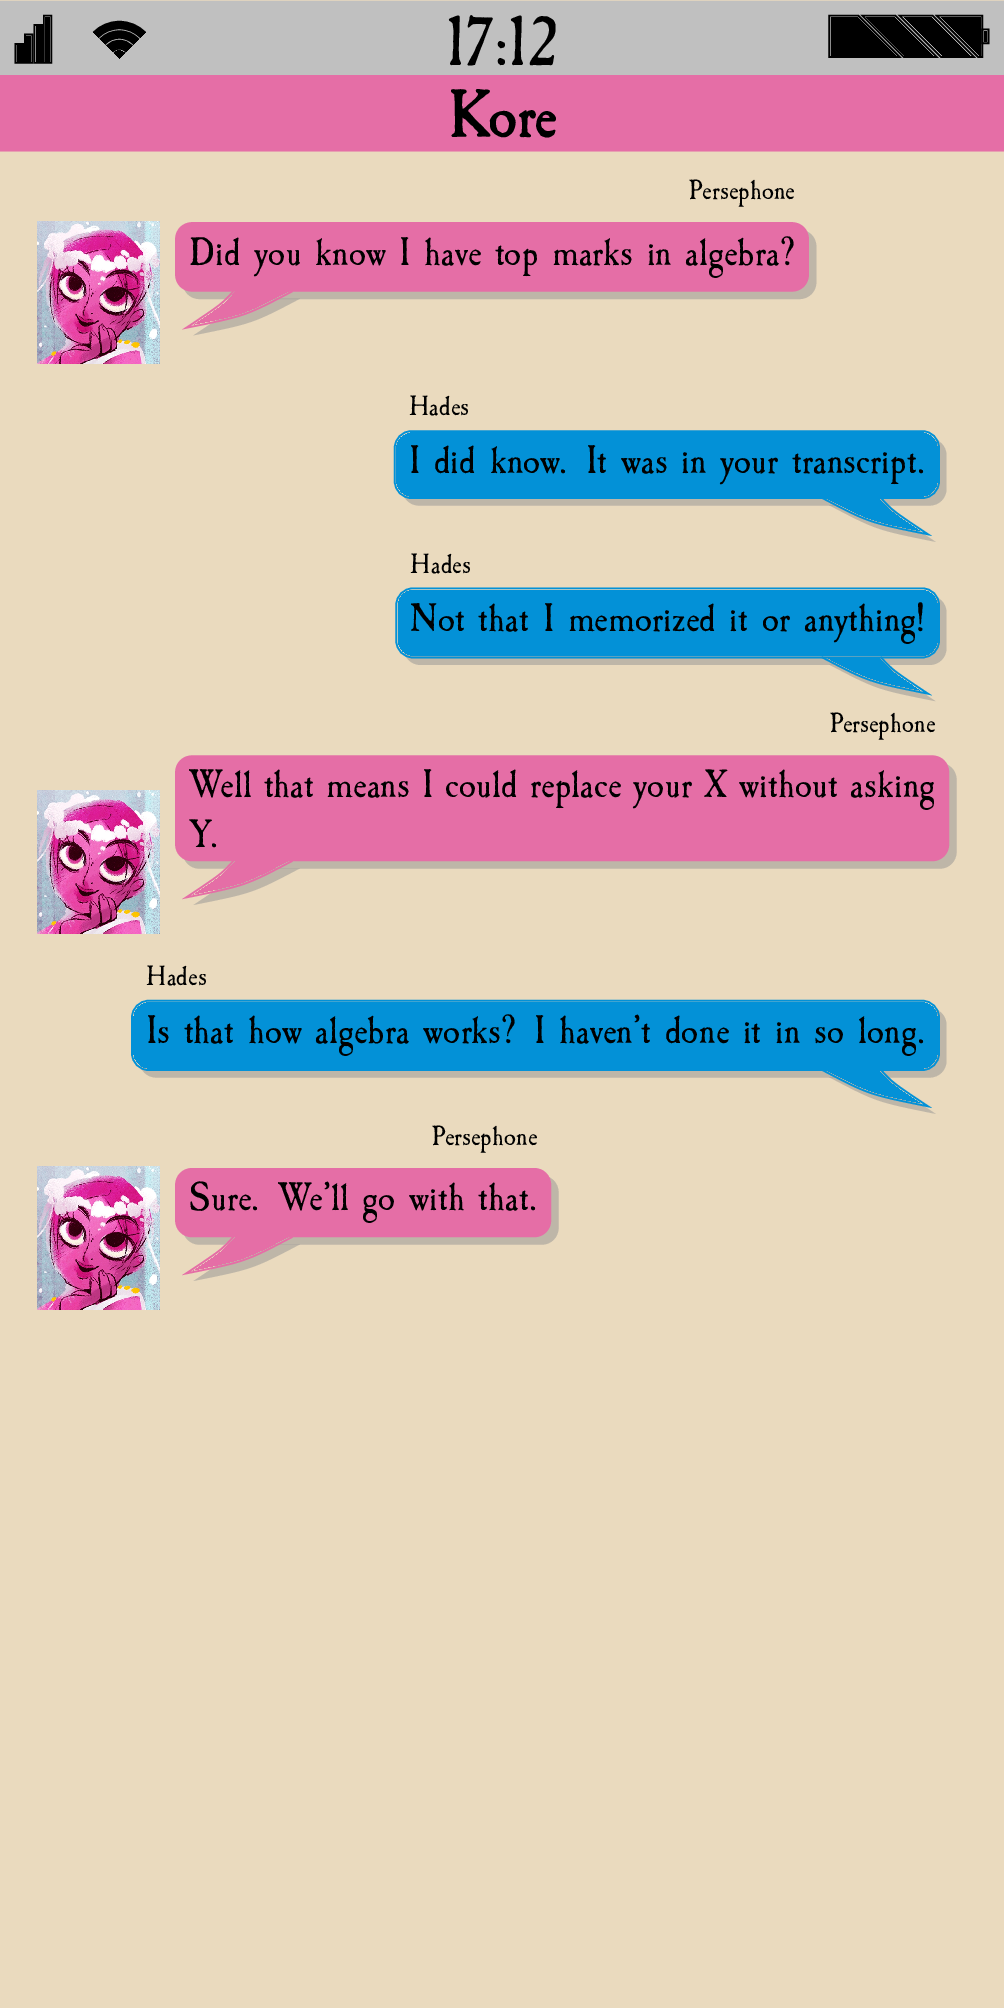 17:12
Kore
Persephone
Did you know I have top marks in algebra?
Hades
I did know. It was in your transcript.
Hades
Not that I memorized it or anything!
Persephone
Well that means I could replace your X without asking
Y.
Hades
Is that how algebra works? I haven't done it in so long.
Persephone
Sure. We'll go with that.